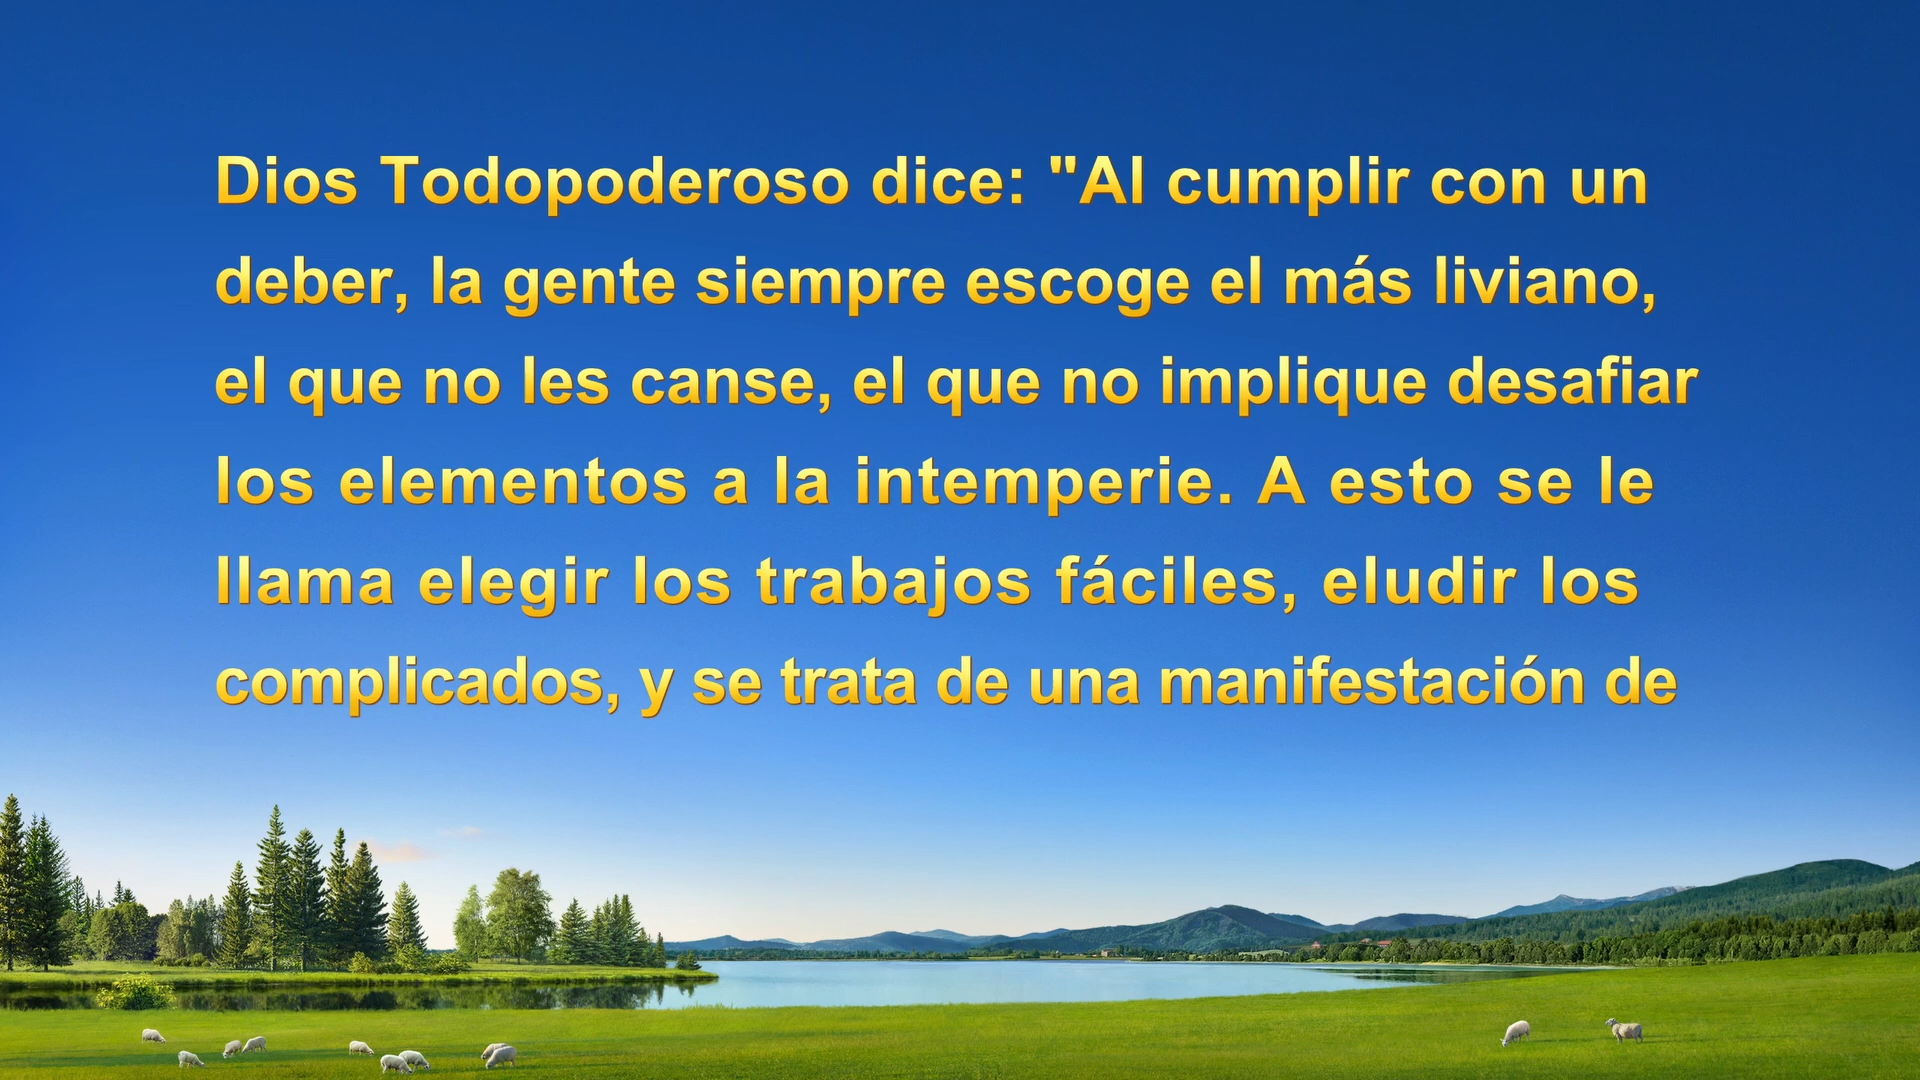 Dios Todopoderoso dice: "Al cumplir con un
deber, la gente siempre escoge el más liviano,
el que no les canse, el que no implique desafiar
los elementos a la intemperie. A esto se le
llama elegir los trabajos fáciles, eludir los
complicados, y se trata de una manifestación de